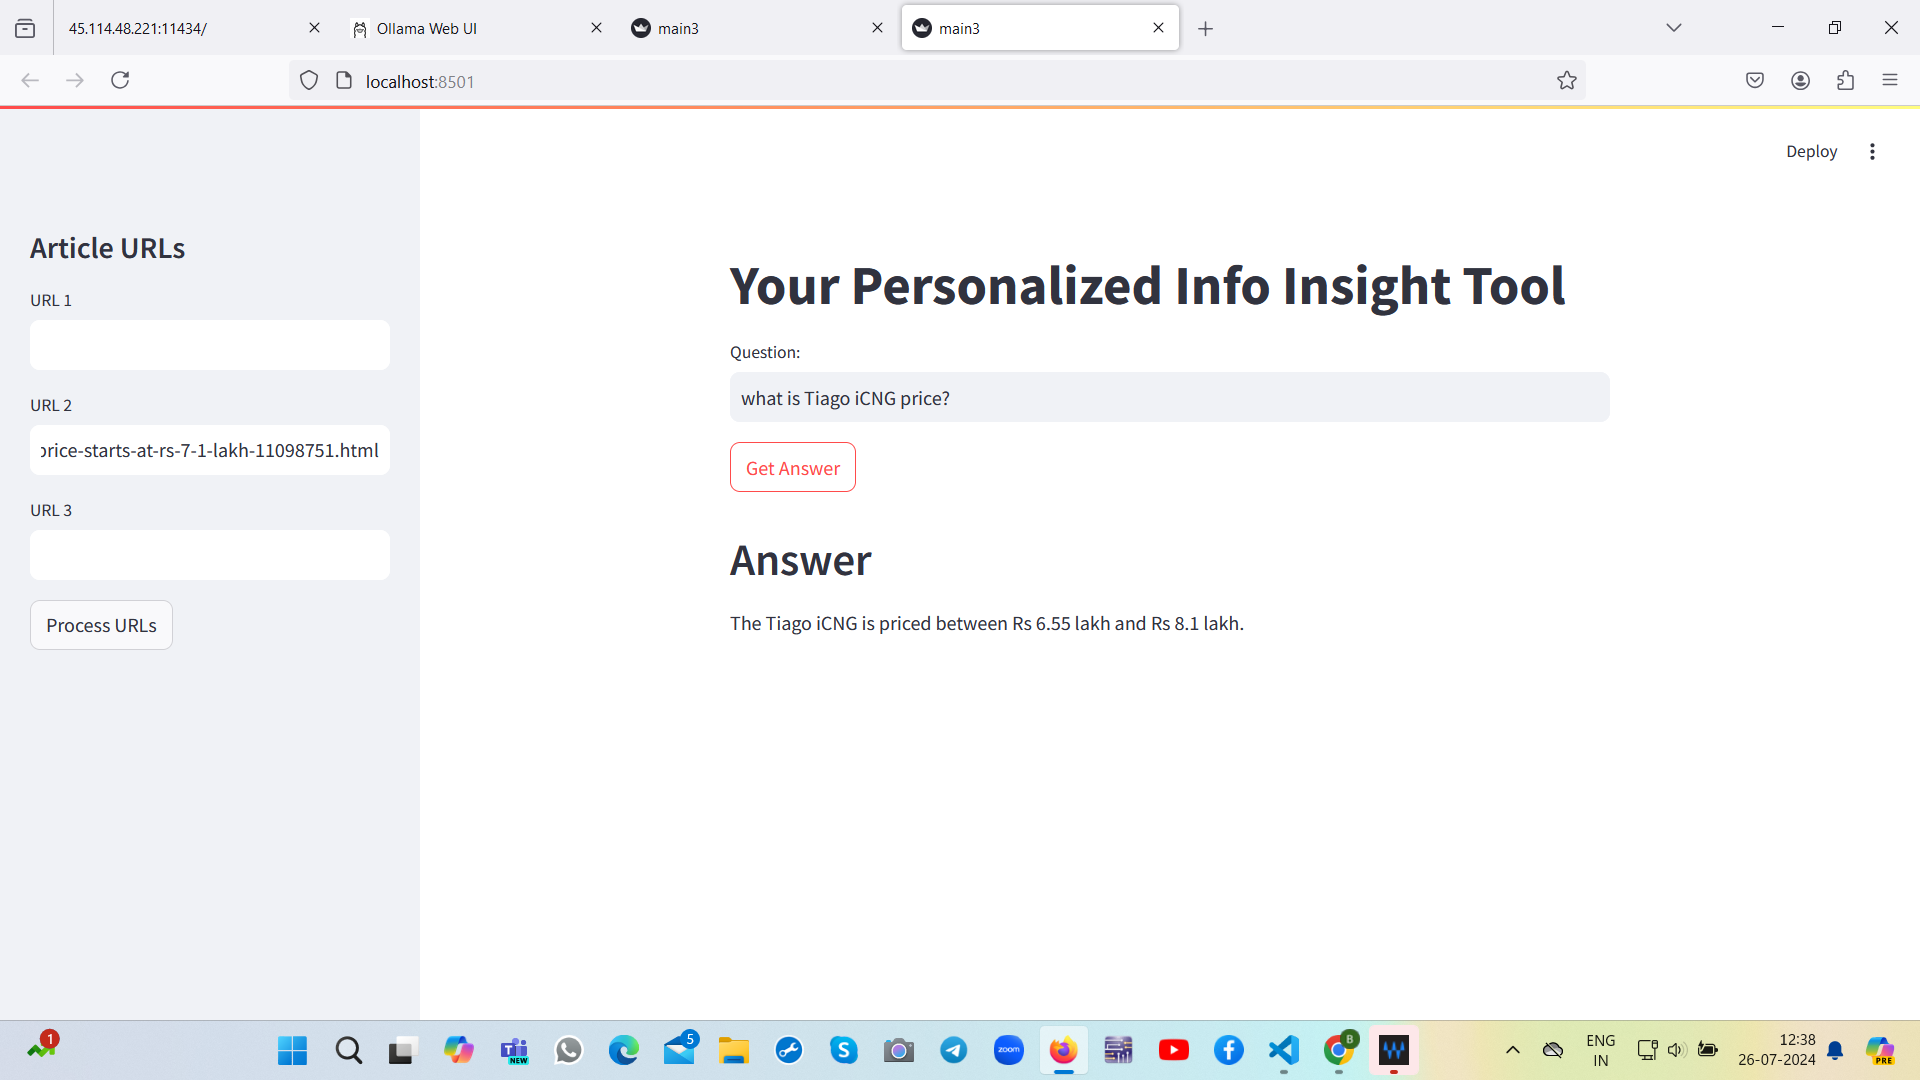 45.114.48.221:11434/
Ollama Web UI
main3
main3
localhost:8501
Deploy
Article URLs
URL 1
URL 2
price-starts-at-rs-7-1-lakh-11098751.html
URL 3
Process URLs
Your Personalized Info Insight Tool
Question:
what is Tiago iCNG price?
Get Answer
Answer
The Tiago iCNG is priced between Rs 6.55 lakh and Rs 8.1 lakh.
1
NEW
5
zoom
B
ENG
IN
12:38
26-07-2024
PRE